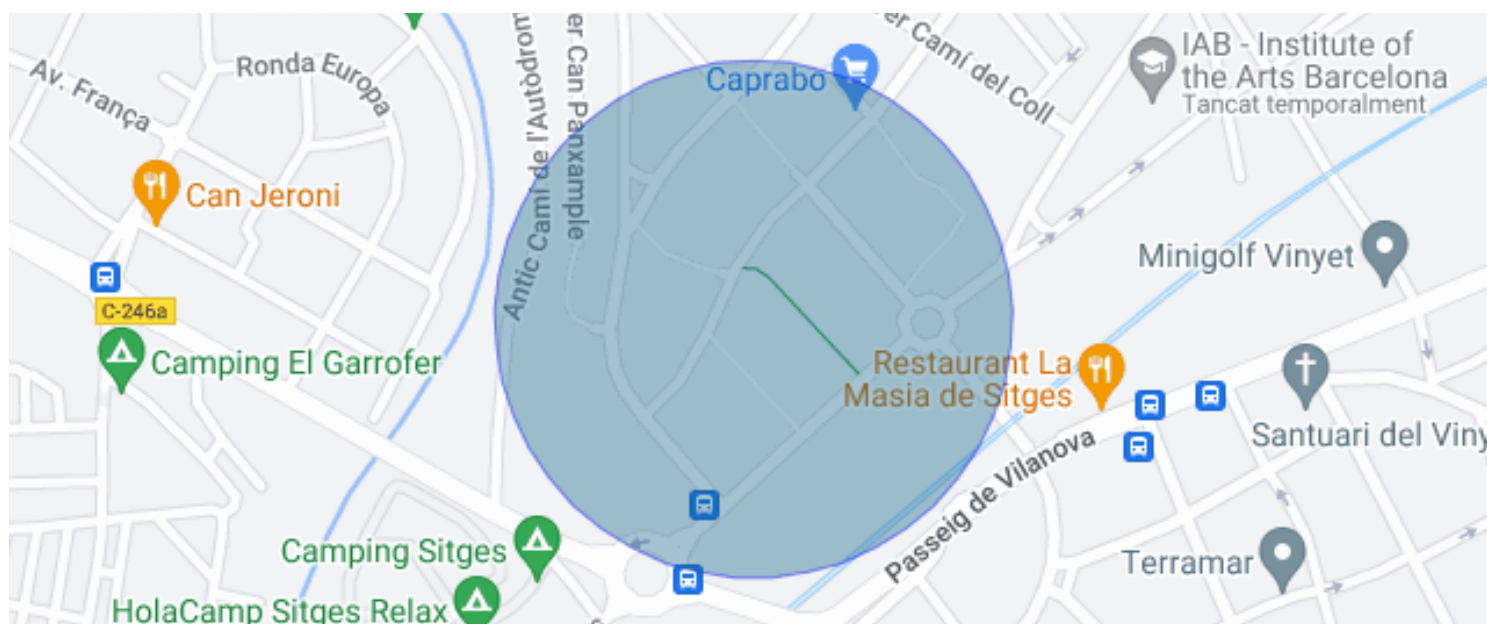 Av. França
Ronda Europa
Can Jeroni
C-246a
Camping El Garrofer
Antic Camí de l'Autòdrom
er Can Panxample
Caprabo
er Camí del Coll
IAB - Institute of
the Arts Barcelona
Tancat temporalment
Minigolf Vinyet
Restaurant La
Masia de Sitges
Santuari del Viny
Passeig de Vilanova
Camping Sitges
HolaCamp Sitges Relax
Terramar